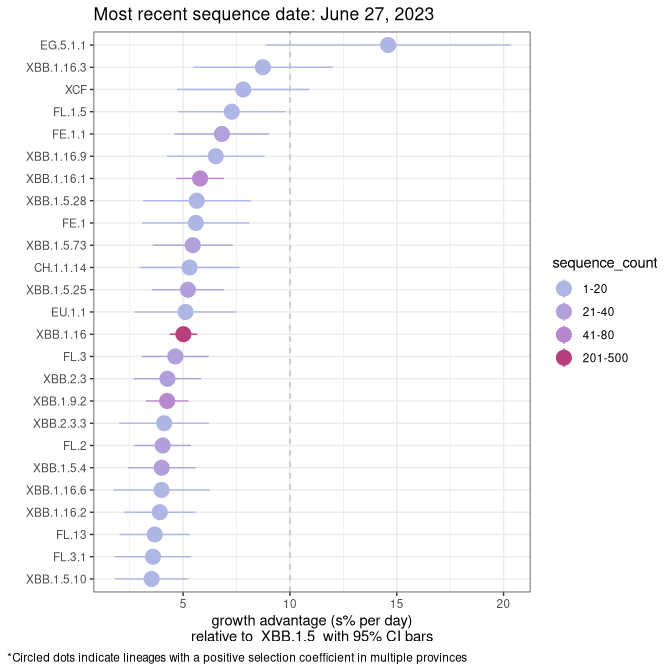 Most recent sequence date: June 27, 2023
EG.5.1.1
XBB.1.16.3
XCF
FL.1.5
FE.1.1
XBB.1.16.9
XBB.1.16.1
XBB.1.5.28
FE.1
XBB.1.5.73
CH.1.1.14
XBB.1.5.25
EU.1.1
XBB.1.16
FL.3
XBB.2.3
XBB.1.9.2
XBB.2.3.3
FL.2
XBB.1.5.4
XBB.1.16.6
XBB.1.16.2
FL.13
FL.3.1
XBB.1.5.10
5 10 15 20
growth advantage (s% per day)
relative to XBB.1.5 with 95% CI bars
sequence_count
1-20
21-40
41-80
201-500
*Circled dots indicate lineages with a positive selection coefficient in multiple provinces